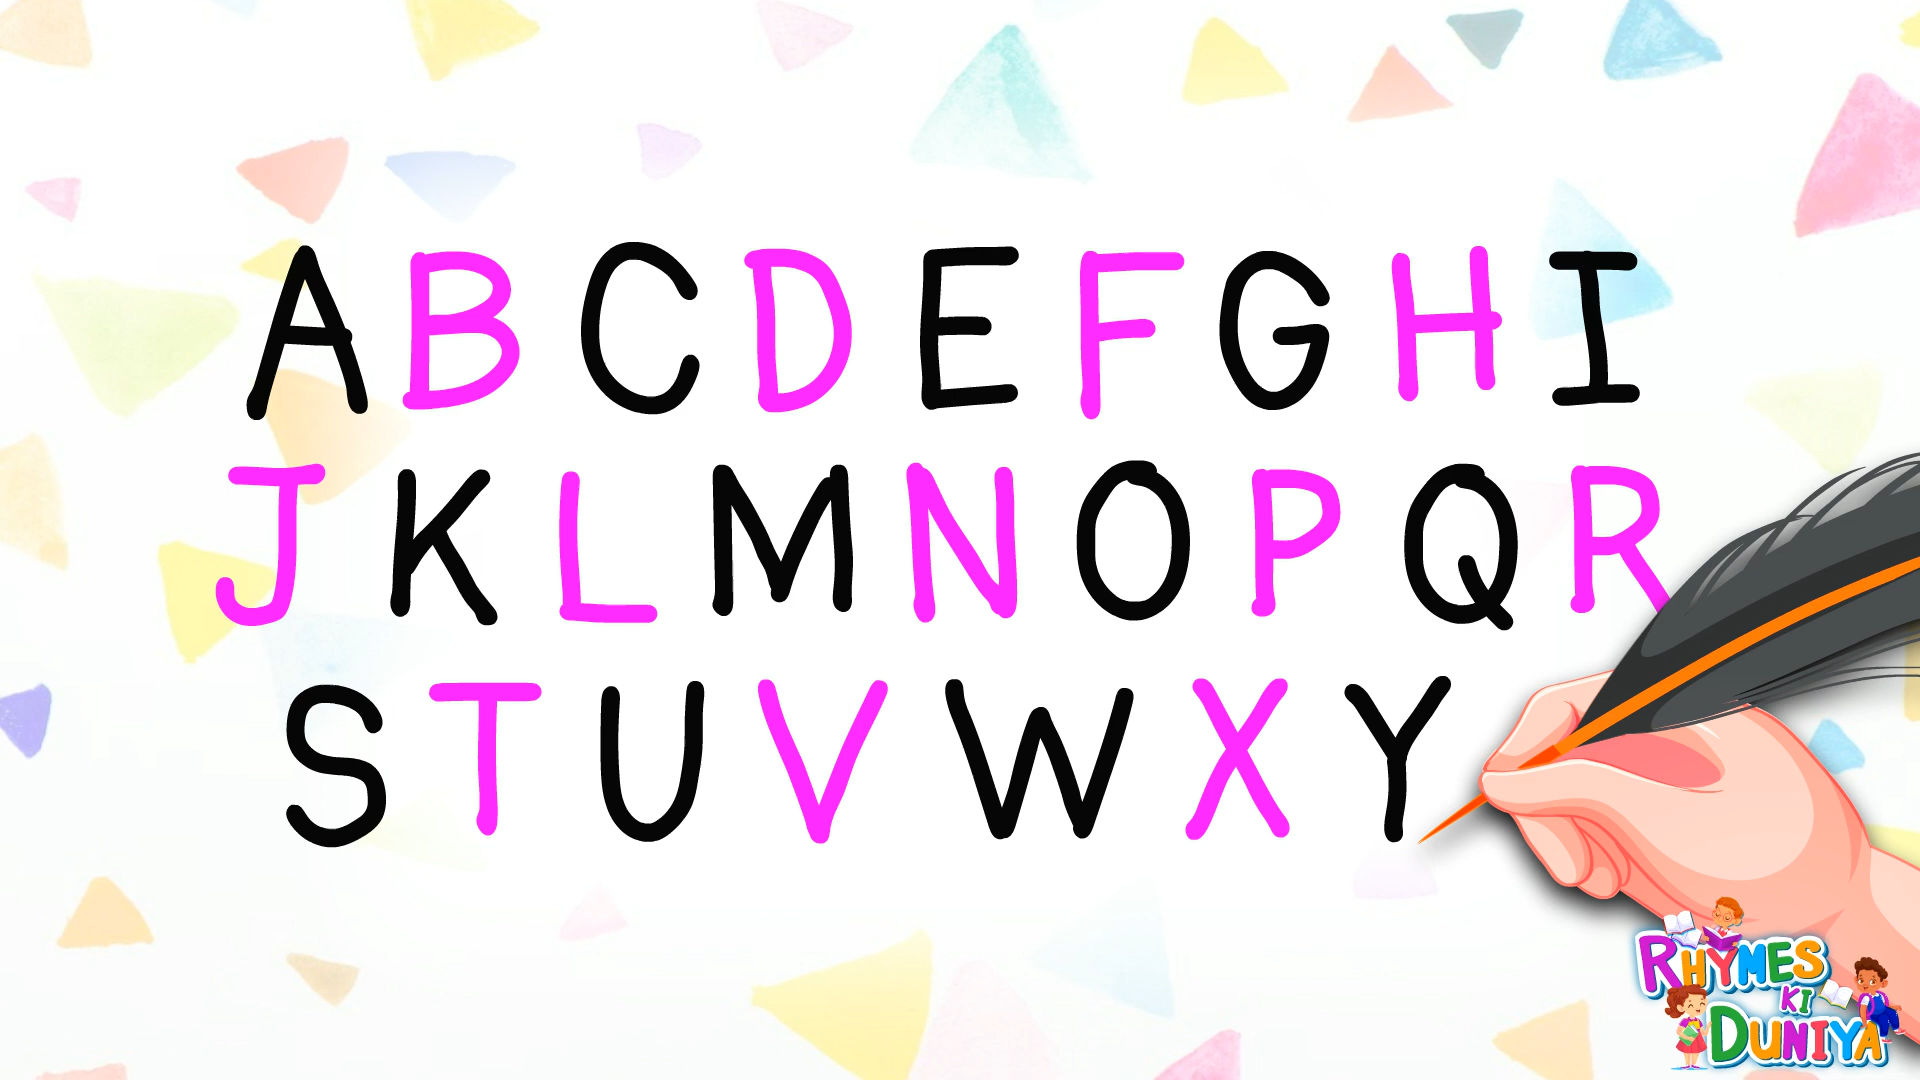 A B C D E F G H I
J K L M N O P Q R
S T U V W X Y
RHYMES
KI
DUNIYA